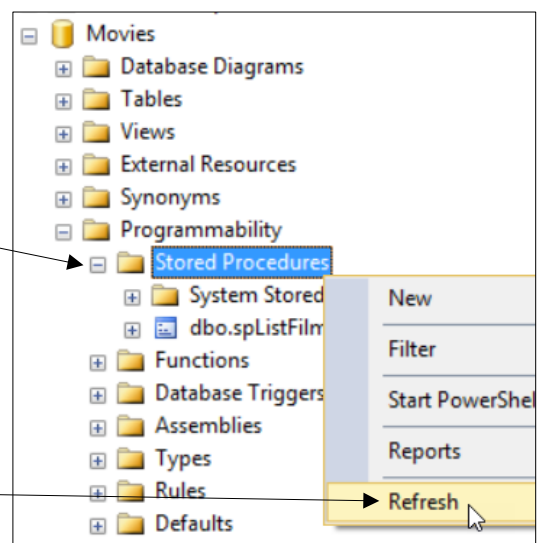 Movies
Database Diagrams
Tables
Views
External Resources
Synonyms
Programmability
Stored Procedures
System Stored
dbo.spListFilm
Functions
Database Triggers
Assemblies
Types
Rules
Defaults
New
Filter
Start PowerShel
Reports
Refresh